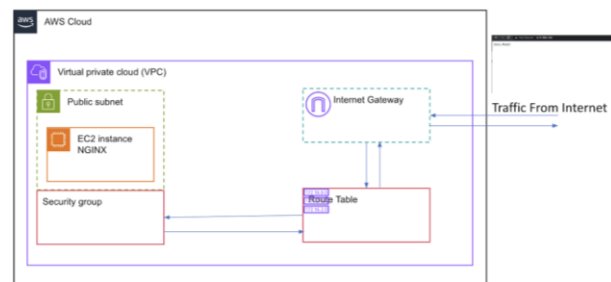 aws
AWS Cloud
Virtual private cloud (VPC)
Public subnet
EC2 instance
NGINX
Security group
Internet Gateway
Route Table
Traffic From Internet